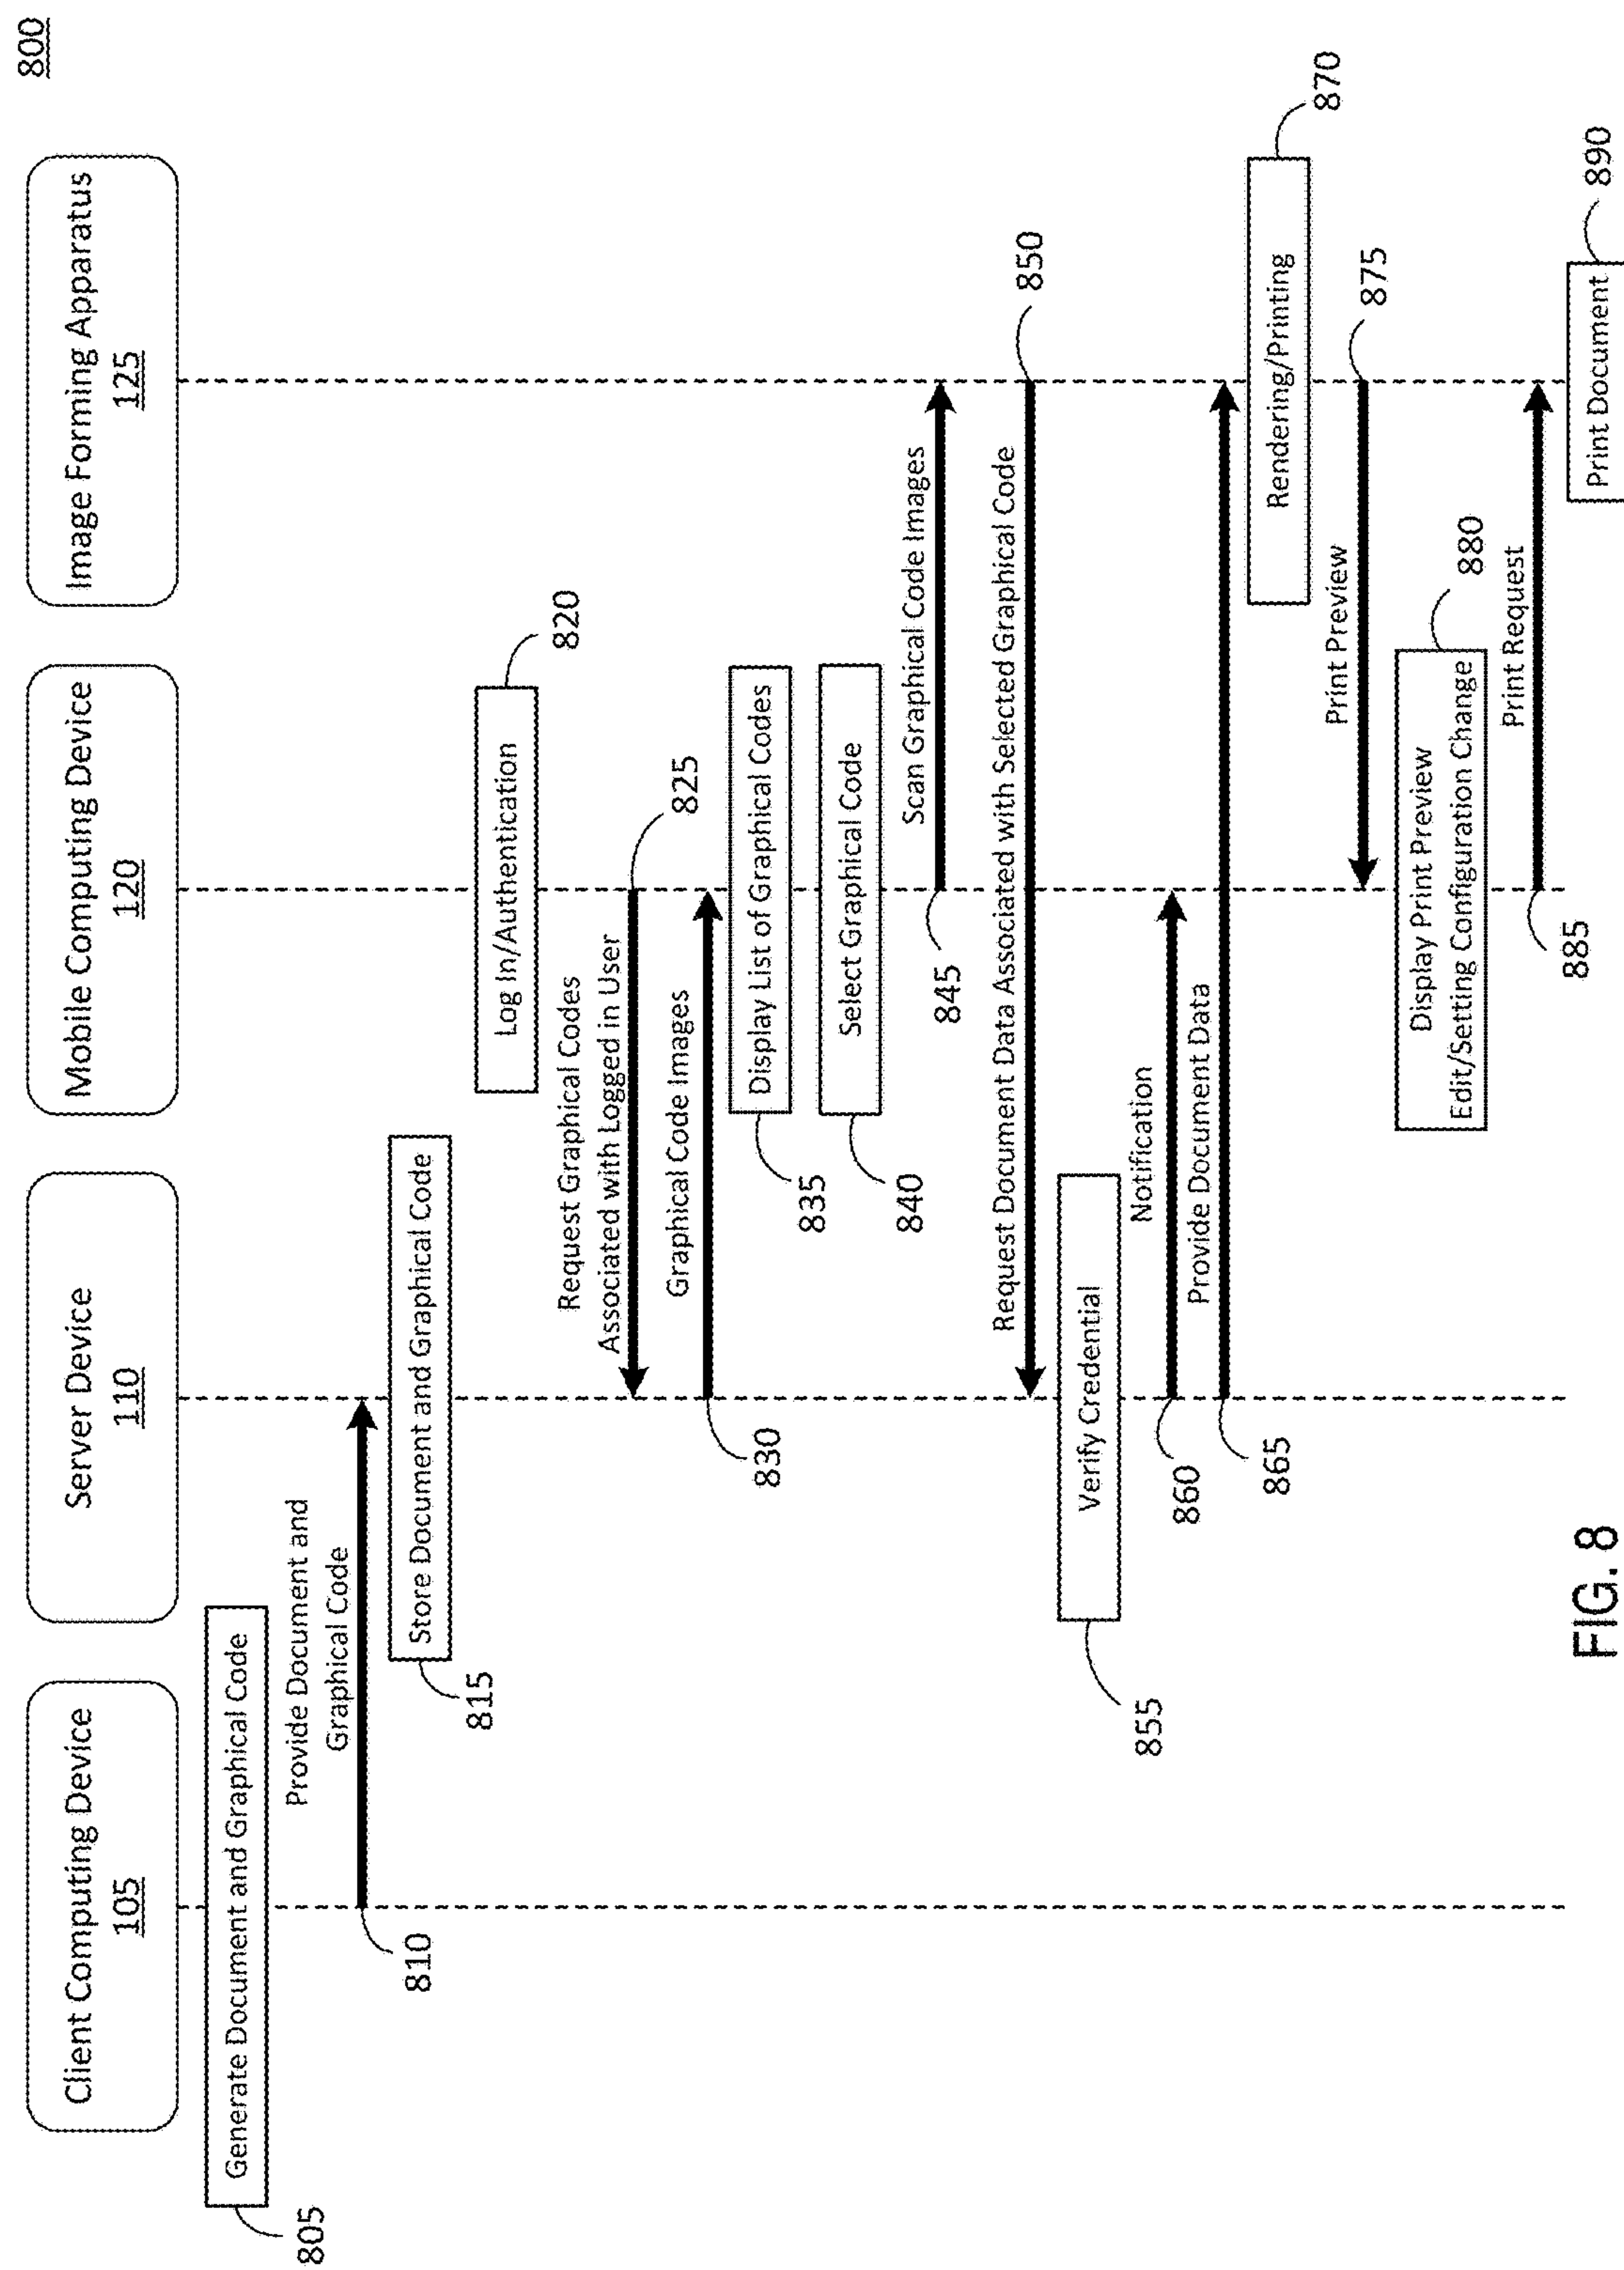 800
Client Computing Device
105
Server Device
110
Mobile Computing Device
120
Image Forming Apparatus
125
Generate Document and Graphical Code
805
Provide Document and
Graphical Code
810
Store Document and Graphical Code
815
Log In/Authentication
820
Request Graphical Codes
Associated with Logged in User
825
Graphical Code Images
830
Display List of Graphical Codes
835
Select Graphical Code
840
Scan Graphical Code Images
845
Request Document Data Associated with Selected Graphical Code
850
Verify Credential
855
Notification
860
Provide Document Data
865
Rendering/Printing
870
Print Preview
875
Display Print Preview
Edit/Setting Configuration Change
880
Print Request
885
Print Document
890
FIG. 8